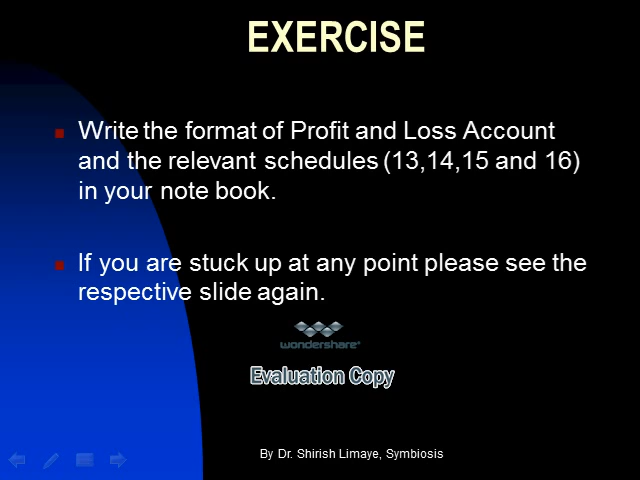 EXERCISE
Write the format of Profit and Loss Account
and the relevant schedules (13,14,15 and 16)
in your note book.
If you are stuck up at any point please see the
respective slide again.
wondershare
Evaluation Copy
By Dr. Shirish Limaye, Symbiosis